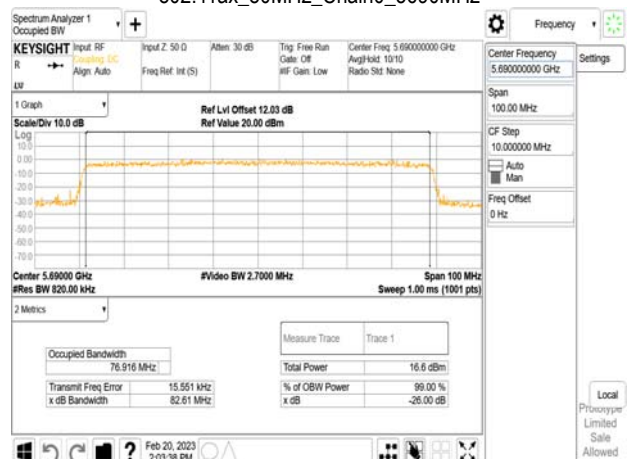 Spectrum Analyzer 1
Occupied BW
+
Frequency
KEYSIGHT
R
Input: RF
Coupling: DC
Align: Auto
Input Z: 50 Ω
Freq Ref: Int (S)
Atten: 30 dB
Trig: Free Run
Gate: Off
#IF Gain: Low
Center Freq: 5.690000000 GHz
Avg|Hold: 10/10
Radio Std: None
Center Frequency
5.690000000 GHz
Settings
Span
100.00 MHz
CF Step
10.000000 MHz
Auto
Man
Freq Offset
0 Hz
1 Graph
Scale/Div 10.0 dB
Ref Lvl Offset 12.03 dB
Ref Value 20.00 dBm
Log
10.0
0.00
-10.0
-20.0
-30.0
-40.0
-50.0
-60.0
-70.0
Center 5.69000 GHz
#Video BW 2.7000 MHz
Span 100 MHz
#Res BW 820.00 kHz
Sweep 1.00 ms (1001 pts)
2 Metrics
Measure Trace
Trace 1
Occupied Bandwidth
76.916 MHz
Total Power
16.6 dBm
Transmit Freq Error
15.551 kHz
% of OBW Power
99.00 %
x dB Bandwidth
82.61 MHz
x dB
-26.00 dB
Local
Prototype
Limited
Sale
Allowed
?
Feb 20, 2023
2:03:38 PM